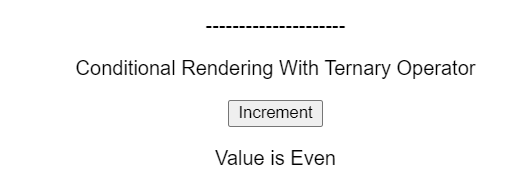 ---------------------
Conditional Rendering With Ternary Operator
Increment
Value is Even